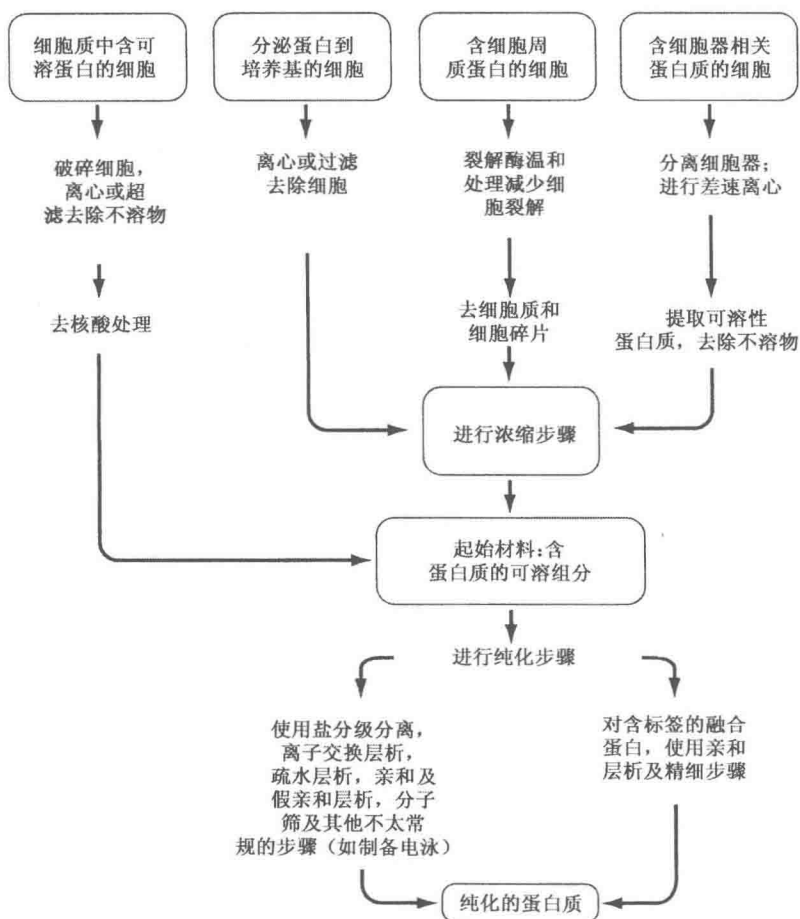 细胞质中含可
溶蛋白的细胞
分泌蛋白到
培养基的细胞
含细胞周
质蛋白的细胞
含细胞器相关
蛋白质的细胞
破碎细胞，
离心或超
滤去除不溶物
离心或过滤
去除细胞
裂解酶温和
处理减少细
胞裂解
分离细胞器；
进行差速离心
去核酸处理
去细胞质和
细胞碎片
提取可溶性
蛋白质，去除不溶物
进行浓缩步骤
起始材料：含
蛋白质的可溶组分
进行纯化步骤
使用盐分级分离，
离子交换层析，
疏水层析，亲和及
假亲和层析，分子
筛及其他不太常
规的步骤（如制备电泳）
对含标签的融合
蛋白，使用亲和
层析及精细步骤
纯化的蛋白质